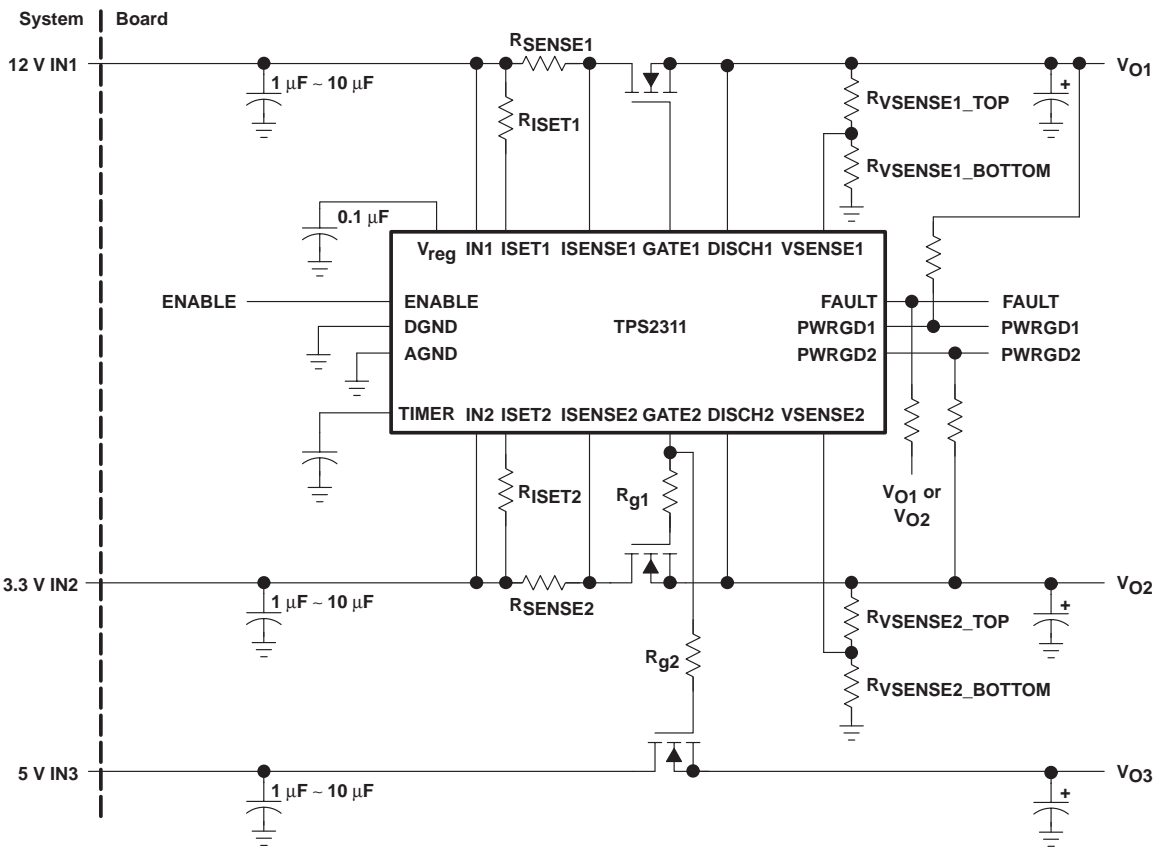 System Board
RSENSE1
12 V IN1
VO1
1 μF ~ 10 μF
RVSENSE1_TOP
+
RISET1
RVSENSE1_BOTTOM
0.1 μF
Vreg IN1 ISET1 ISENSE1 GATE1 DISCH1 VSENSE1
ENABLE ENABLE FAULT FAULT
DGND TPS2311 PWRGD1 PWRGD1
AGND PWRGD2 PWRGD2
TIMER IN2 ISET2 ISENSE2 GATE2 DISCH2 VSENSE2
RISET2
Rg1
VO1 or
VO2
3.3 V IN2
VO2
1 μF ~ 10 μF
RSENSE2
RVSENSE2_TOP
+
Rg2
RVSENSE2_BOTTOM
5 V IN3
VO3
1 μF ~ 10 μF
+